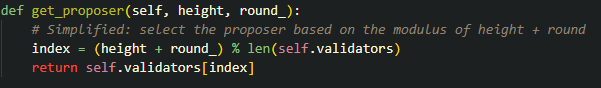 def get_proposer(self, height, round_):
    # Simplified: select the proposer based on the modulus of height + round
    index = (height + round_) % len(self.validators)
    return self.validators[index]